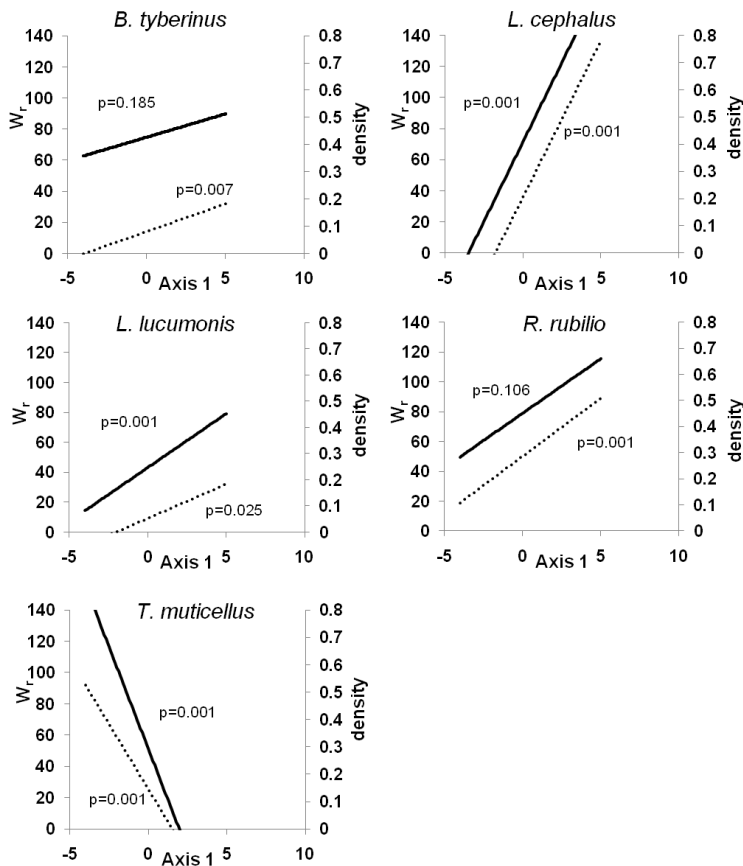 B. tyberinus
140
120
100
80
60
40
20
0
Wr
0.8
0.7
0.6
0.5
0.4
0.3
0.2
0.1
0
density
p=0.185
p=0.007
-5 0 5 10
Axis 1
L. cephalus
140
120
100
80
60
40
20
0
Wr
0.8
0.7
0.6
0.5
0.4
0.3
0.2
0.1
0
density
p=0.001
p=0.001
-5 0 5 10
Axis 1
L. lucumonis
140
120
100
80
60
40
20
0
Wr
0.8
0.7
0.6
0.5
0.4
0.3
0.2
0.1
0
density
p=0.001
p=0.025
-5 0 5 10
Axis 1
R. rubilio
140
120
100
80
60
40
20
0
Wr
0.8
0.7
0.6
0.5
0.4
0.3
0.2
0.1
0
density
p=0.106
p=0.001
-5 0 5 10
Axis 1
T. muticellus
140
120
100
80
60
40
20
0
Wr
0.8
0.7
0.6
0.5
0.4
0.3
0.2
0.1
0
density
p=0.001
p=0.001
-5 0 5 10
Axis 1